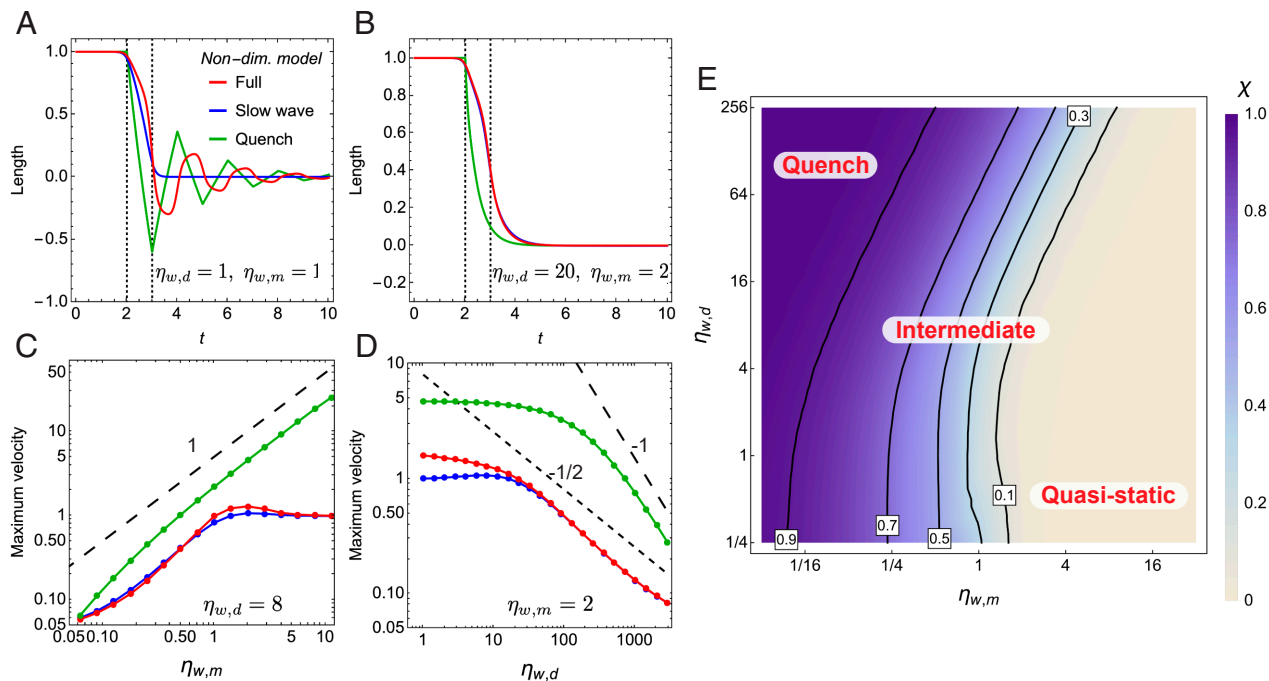 A
1.0
0.5
0.0
−0.5
−1.0
Length
0
2
4
6
8
10
t
Non-dim. model
Full
Slow wave
Quench
η_{w,d} = 1, η_{w,m} = 1
B
1.0
0.8
0.6
0.4
0.2
0.0
−0.2
Length
0
2
4
6
8
10
t
η_{w,d} = 20, η_{w,m} = 2
C
50
10
5
1
0.50
0.10
0.05
Maximum velocity
0.05
0.10
0.50
1
5
10
η_{w,m}
1
η_{w,d} = 8
D
10
5
2
1
0.50
0.20
0.10
0.05
Maximum velocity
1
10
100
1000
η_{w,d}
-1
-1/2
η_{w,m} = 2
E
256
64
16
4
1
1/4
η_{w,d}
1/16
1/4
1
4
16
η_{w,m}
Quench
Intermediate
Quasi-static
0.3
0.1
0.9
0.7
0.5
χ
1.0
0.8
0.6
0.4
0.2
0